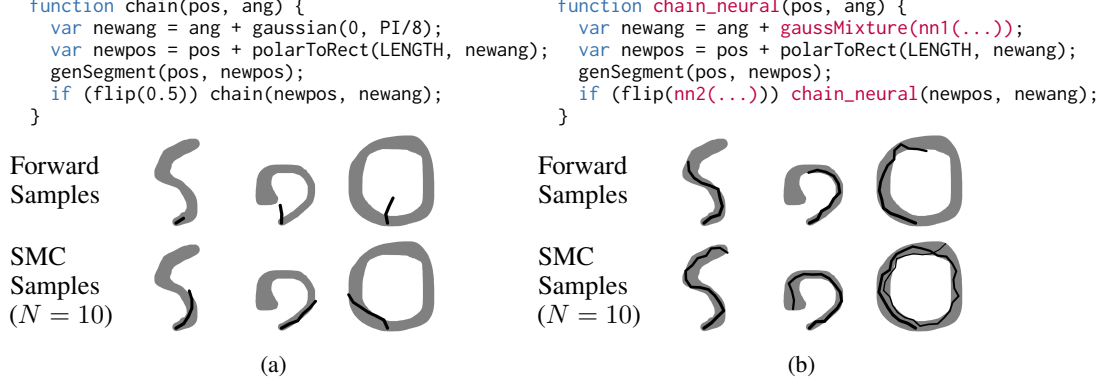 function chain(pos, ang) {
var newang = ang + gaussian(0, PI/8);
var newpos = pos + polarToRect(LENGTH, newang);
genSegment(pos, newpos);
if (flip(0.5)) chain(newpos, newang);
}
Forward
Samples
SMC
Samples
(N = 10)
(a)
function chain_neural(pos, ang) {
var newang = ang + gaussMixture(nn1(...));
var newpos = pos + polarToRect(LENGTH, newang);
genSegment(pos, newpos);
if (flip(nn2(...))) chain_neural(newpos, newang);
}
Forward
Samples
SMC
Samples
(N = 10)
(b)